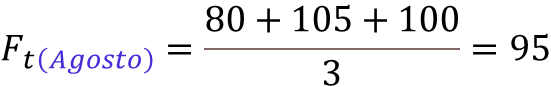 F_t(Agosto) = (80 + 105 + 100) / 3 = 95